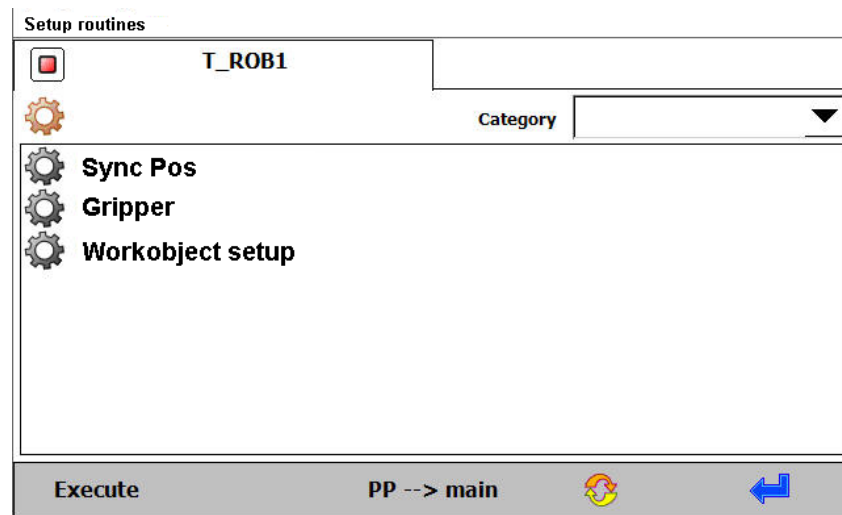 Setup routines
T_ROB1
Category
Sync Pos
Gripper
Workobject setup
Execute PP --> main